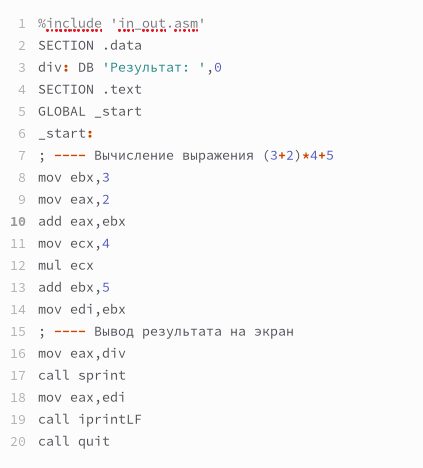 1 %include 'in_out.asm'
2 SECTION .data
3 div: DB 'Результат: ',0
4 SECTION .text
5 GLOBAL _start
6 _start:
7 ; ---- Вычисление выражения (3+2)*4+5
8 mov ebx,3
9 mov eax,2
10 add eax,ebx
11 mov ecx,4
12 mul ecx
13 add ebx,5
14 mov edi,ebx
15 ; ---- Вывод результата на экран
16 mov eax,div
17 call sprint
18 mov eax,edi
19 call iprintLF
20 call quit